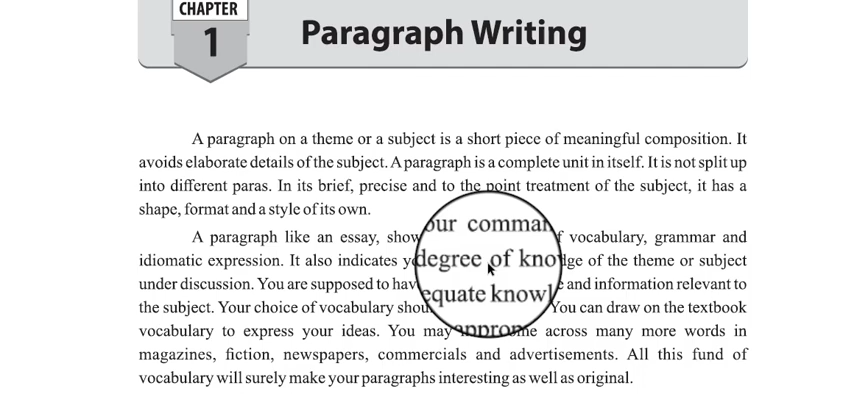 CHAPTER
1
Paragraph Writing
A paragraph on a theme or a subject is a short piece of meaningful composition. It
avoids elaborate details of the subject. A paragraph is a complete unit in itself. It is not split up
into different paras. In its brief, precise and to the point treatment of the subject, it has a
shape, format and a style of its own.
A paragraph like an essay, show our comman f vocabulary, grammar and
idiomatic expression. It also indicates y degree of kno lge of the theme or subject
under discussion. You are supposed to hav equate knowl e and information relevant to
the subject. Your choice of vocabulary shou You can draw on the textbook
vocabulary to express your ideas. You may me across many more words in
magazines, fiction, newspapers, commercials and advertisements. All this fund of
vocabulary will surely make your paragraphs interesting as well as original.